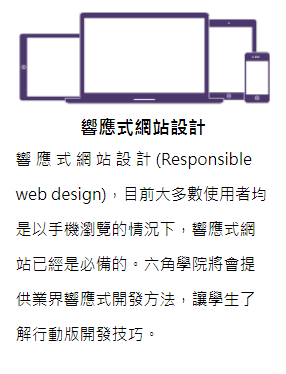 響應式網站設計
響應式網站設計(Responsible
web design)，目前大多數使用者均
是以手機瀏覽的情況下，響應式網
站已經是必備的。六角學院將會提
供業界響應式開發方法，讓學生了
解行動版開發技巧。